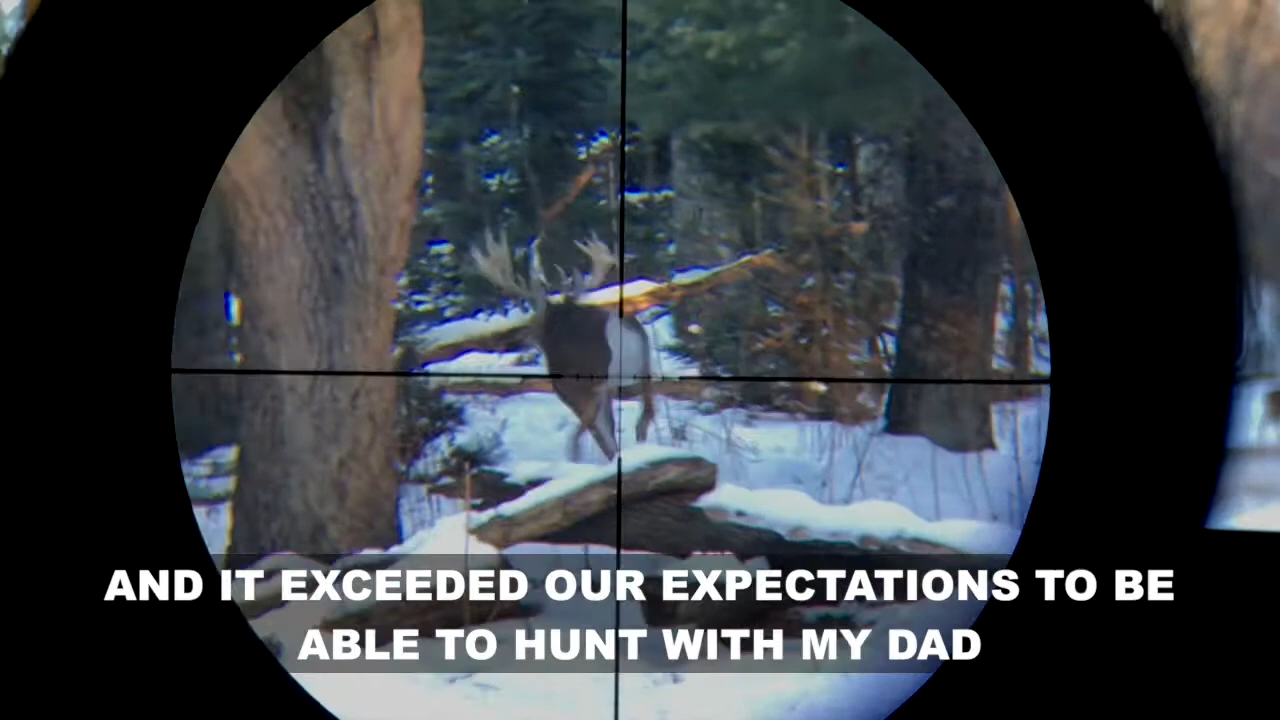 AND IT EXCEEDED OUR EXPECTATIONS TO BE
ABLE TO HUNT WITH MY DAD